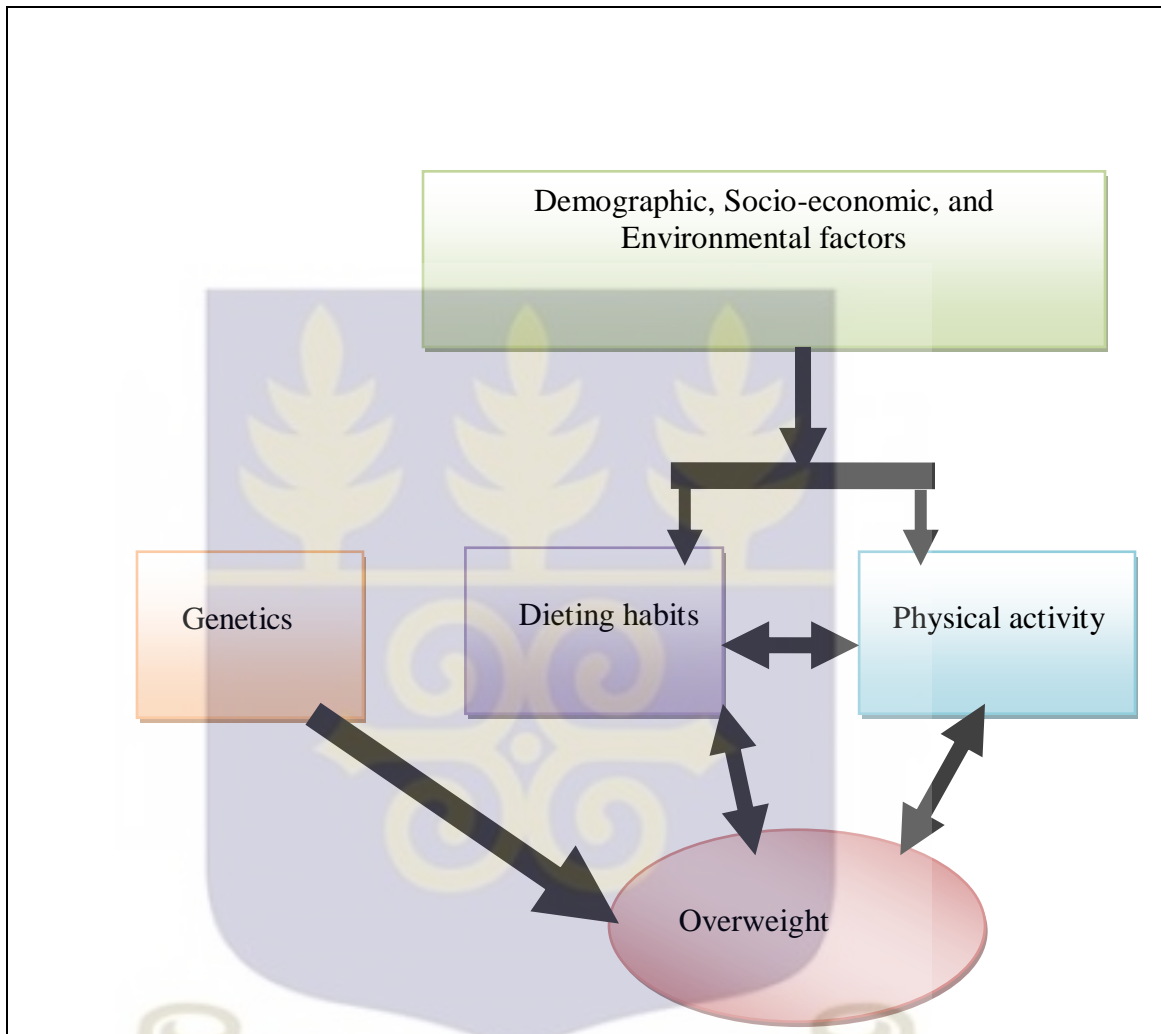 Demographic, Socio-economic, and
Environmental factors
Genetics
Dieting habits
Physical activity
Overweight